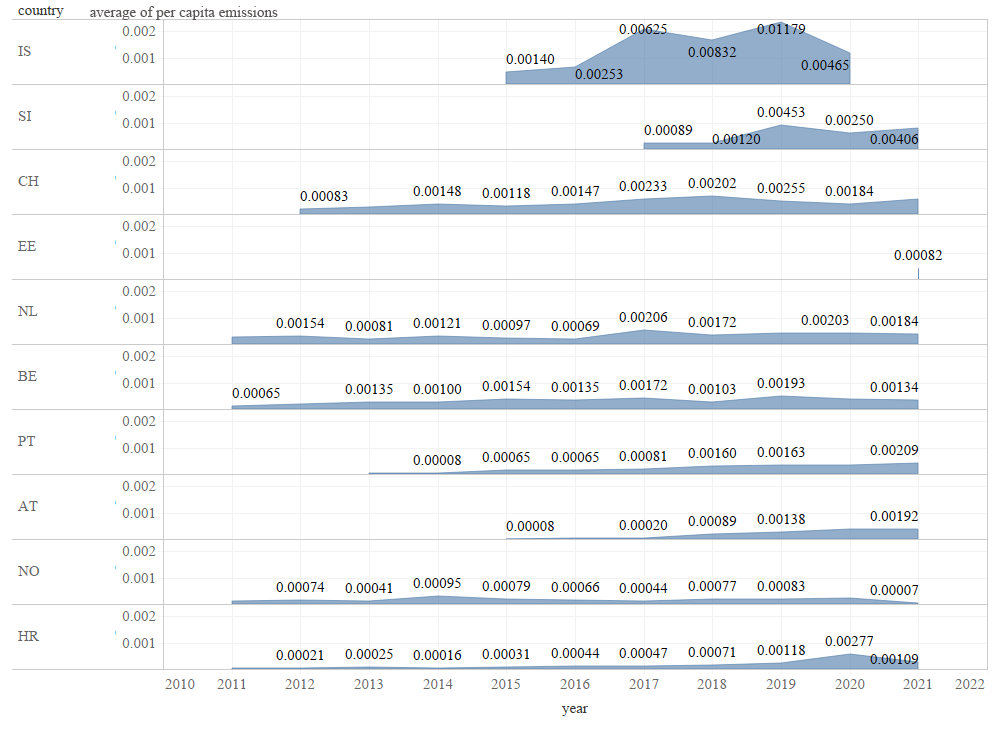 country average of per capita emissions
IS 0.002 0.001 0.00140 0.00253 0.00625 0.00832 0.01179 0.00465
SI 0.002 0.001 0.00089 0.00120 0.00453 0.00250 0.00406
CH 0.002 0.001 0.00083 0.00148 0.00118 0.00147 0.00233 0.00202 0.00255 0.00184
EE 0.002 0.001 0.00082
NL 0.002 0.001 0.00154 0.00081 0.00121 0.00097 0.00069 0.00206 0.00172 0.00203 0.00184
BE 0.002 0.001 0.00065 0.00135 0.00100 0.00154 0.00135 0.00172 0.00103 0.00193 0.00134
PT 0.002 0.001 0.00008 0.00065 0.00065 0.00081 0.00160 0.00163 0.00209
AT 0.002 0.001 0.00008 0.00020 0.00089 0.00138 0.00192
NO 0.002 0.001 0.00074 0.00041 0.00095 0.00079 0.00066 0.00044 0.00077 0.00083 0.00007
HR 0.002 0.001 0.00021 0.00025 0.00016 0.00031 0.00044 0.00047 0.00071 0.00118 0.00277 0.00109
2010 2011 2012 2013 2014 2015 2016 2017 2018 2019 2020 2021 2022
year